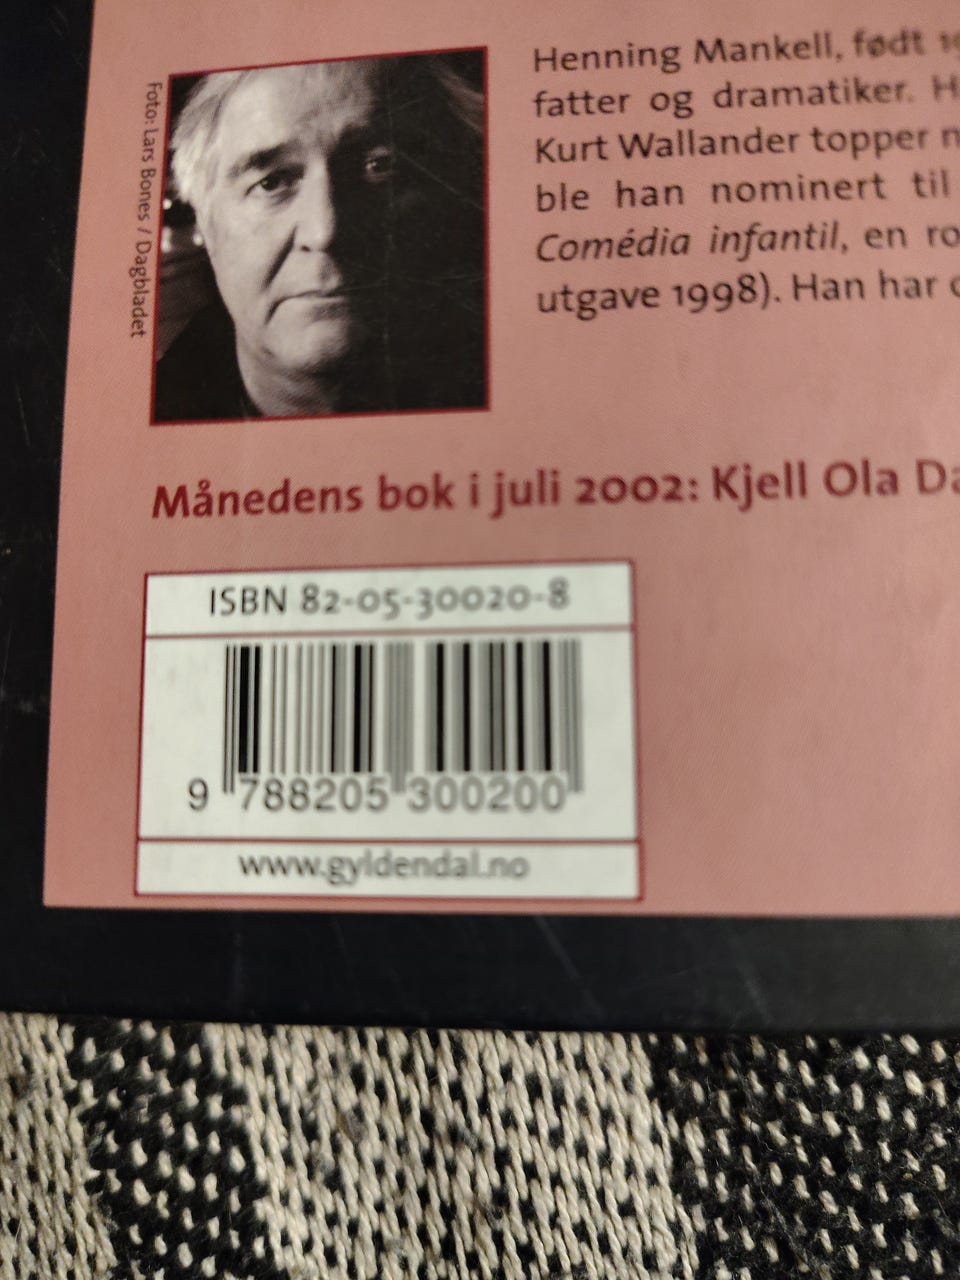 Foto: Lars Bones / Dagbladet
Henning Mankell, født
fatter og dramatiker.
Kurt Wallander topper
ble han nominert til
Comédia infantil, en
utgave 1998). Han har
Månedens bok i juli 2002: Kjell Ola
ISBN 82-05-30020-8
9 788205 300200
www.gyldendal.no